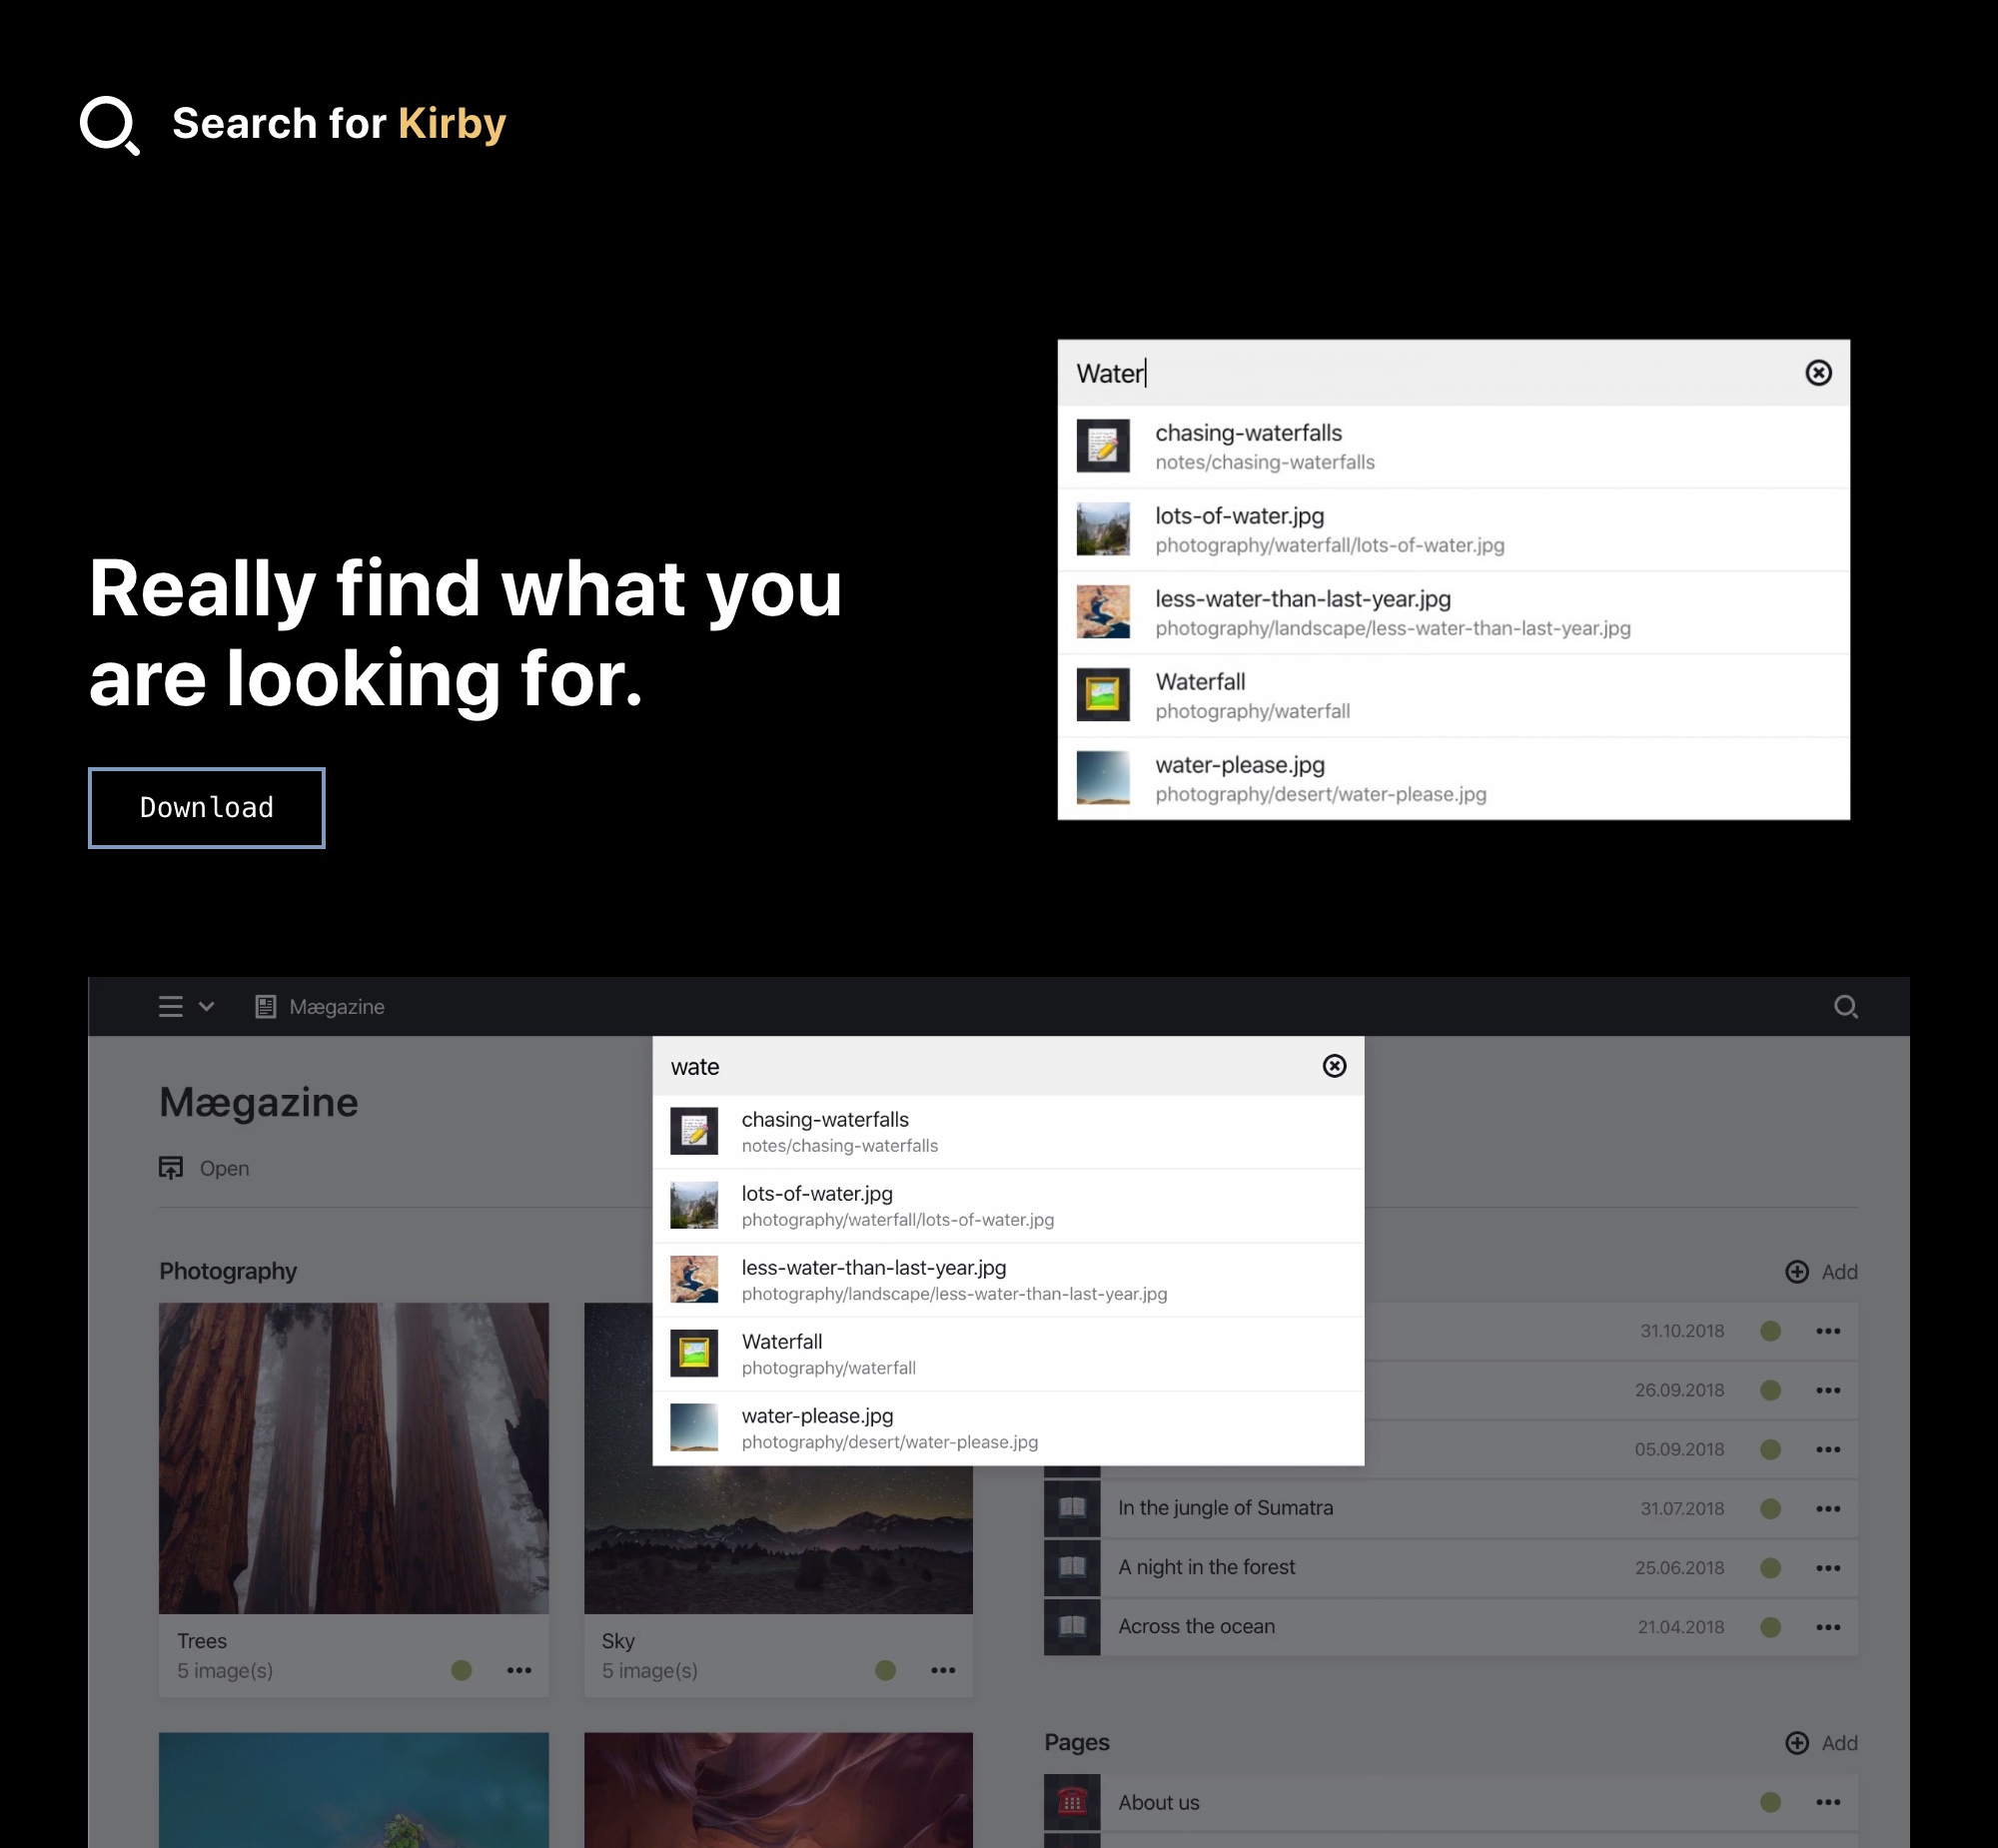 Search for Kirby
Really find what you
are looking for.
Download
Water
chasing-waterfalls
notes/chasing-waterfalls
lots-of-water.jpg
photography/waterfall/lots-of-water.jpg
less-water-than-last-year.jpg
photography/landscape/less-water-than-last-year.jpg
Waterfall
photography/waterfall
water-please.jpg
photography/desert/water-please.jpg
Mægazine
Mægazine
Open
wate
chasing-waterfalls
notes/chasing-waterfalls
lots-of-water.jpg
photography/waterfall/lots-of-water.jpg
less-water-than-last-year.jpg
photography/landscape/less-water-than-last-year.jpg
Waterfall
photography/waterfall
water-please.jpg
photography/desert/water-please.jpg
Photography
Trees
5 image(s)
Sky
5 image(s)
Add
31.10.2018
26.09.2018
05.09.2018
In the jungle of Sumatra 31.07.2018
A night in the forest 25.06.2018
Across the ocean 21.04.2018
Pages Add
About us